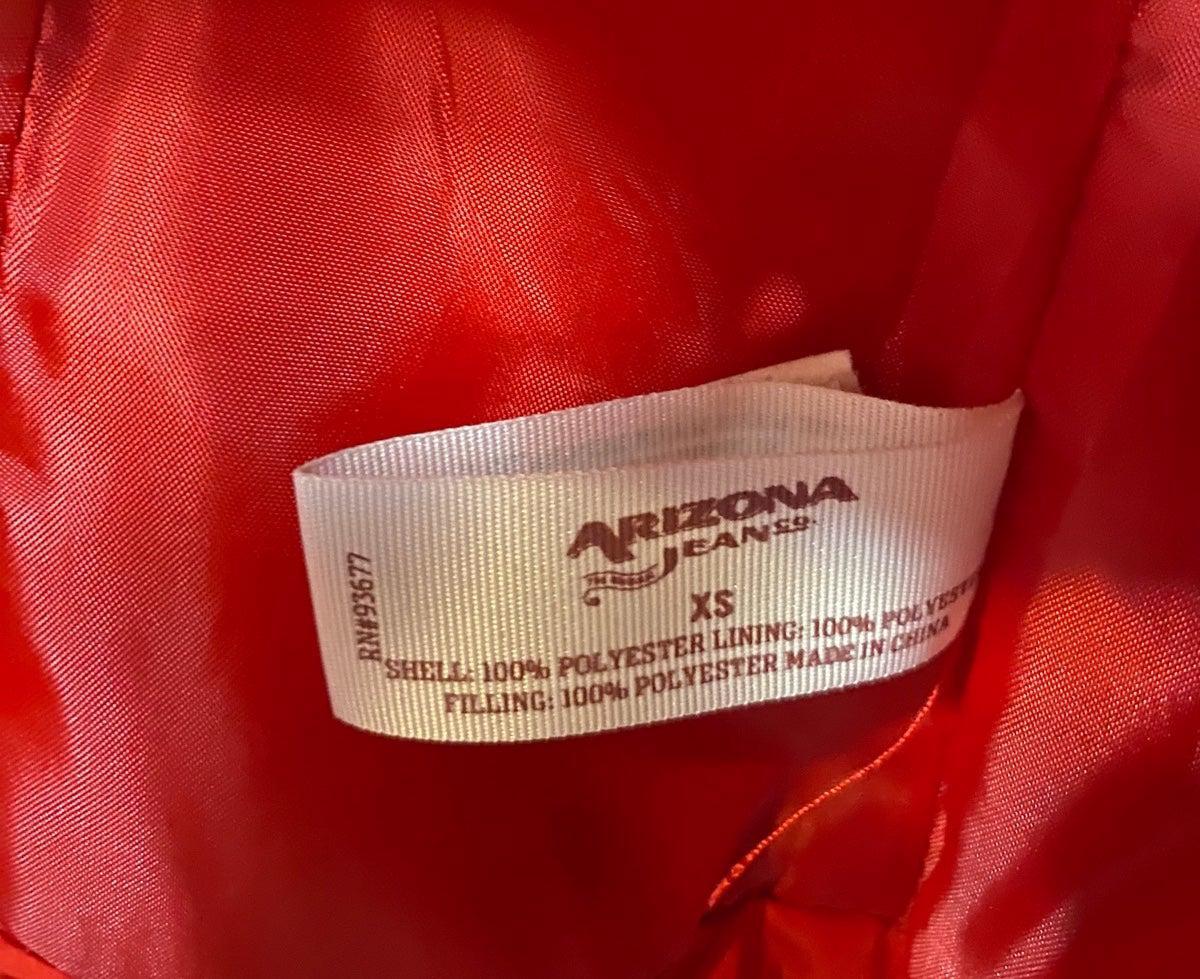 ARIZONA
JEAN CO.
XS
SHELL: 100% POLYESTER LINING: 100% POLYESTER
FILLING: 100% POLYESTER MADE IN CHINA
RN#93677